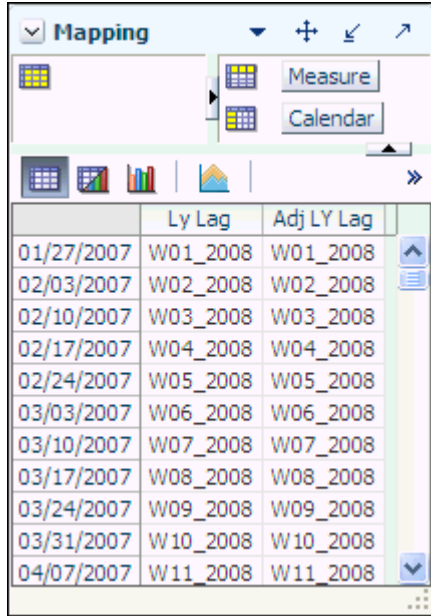 Mapping
Measure
Calendar
Ly Lag Adj LY Lag
01/27/2007 W01_2008 W01_2008
02/03/2007 W02_2008 W02_2008
02/10/2007 W03_2008 W03_2008
02/17/2007 W04_2008 W04_2008
02/24/2007 W05_2008 W05_2008
03/03/2007 W06_2008 W06_2008
03/10/2007 W07_2008 W07_2008
03/17/2007 W08_2008 W08_2008
03/24/2007 W09_2008 W09_2008
03/31/2007 W10_2008 W10_2008
04/07/2007 W11_2008 W11_2008